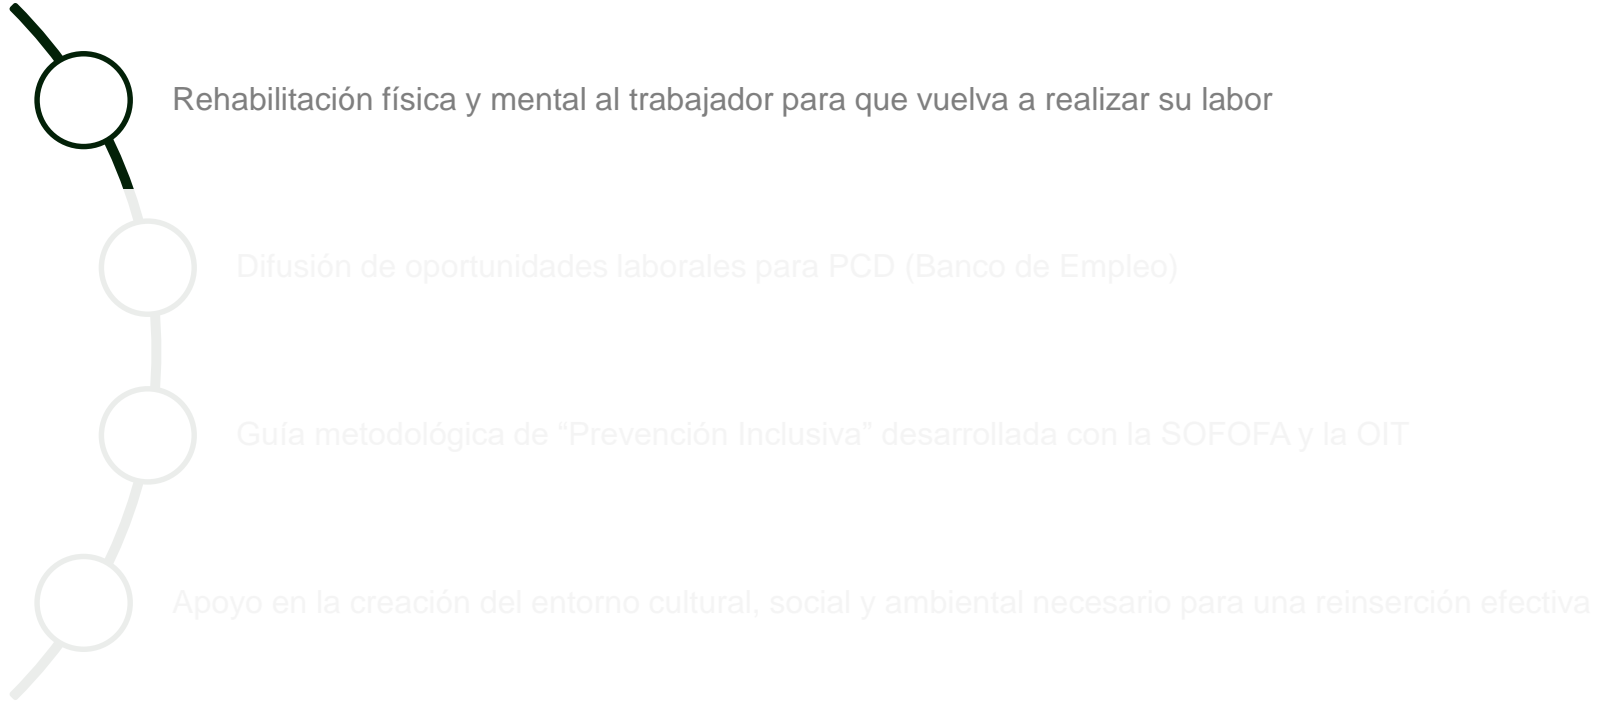 Rehabilitación física y mental al trabajador para que vuelva a realizar su labor
Difusión de oportunidades laborales para PCD (Banco de Empleo)
Guía metodológica de “Prevención Inclusiva” desarrollada con la SOFOFA y la OIT
Apoyo en la creación del entorno cultural, social y ambiental necesario para una reinserción efectiva